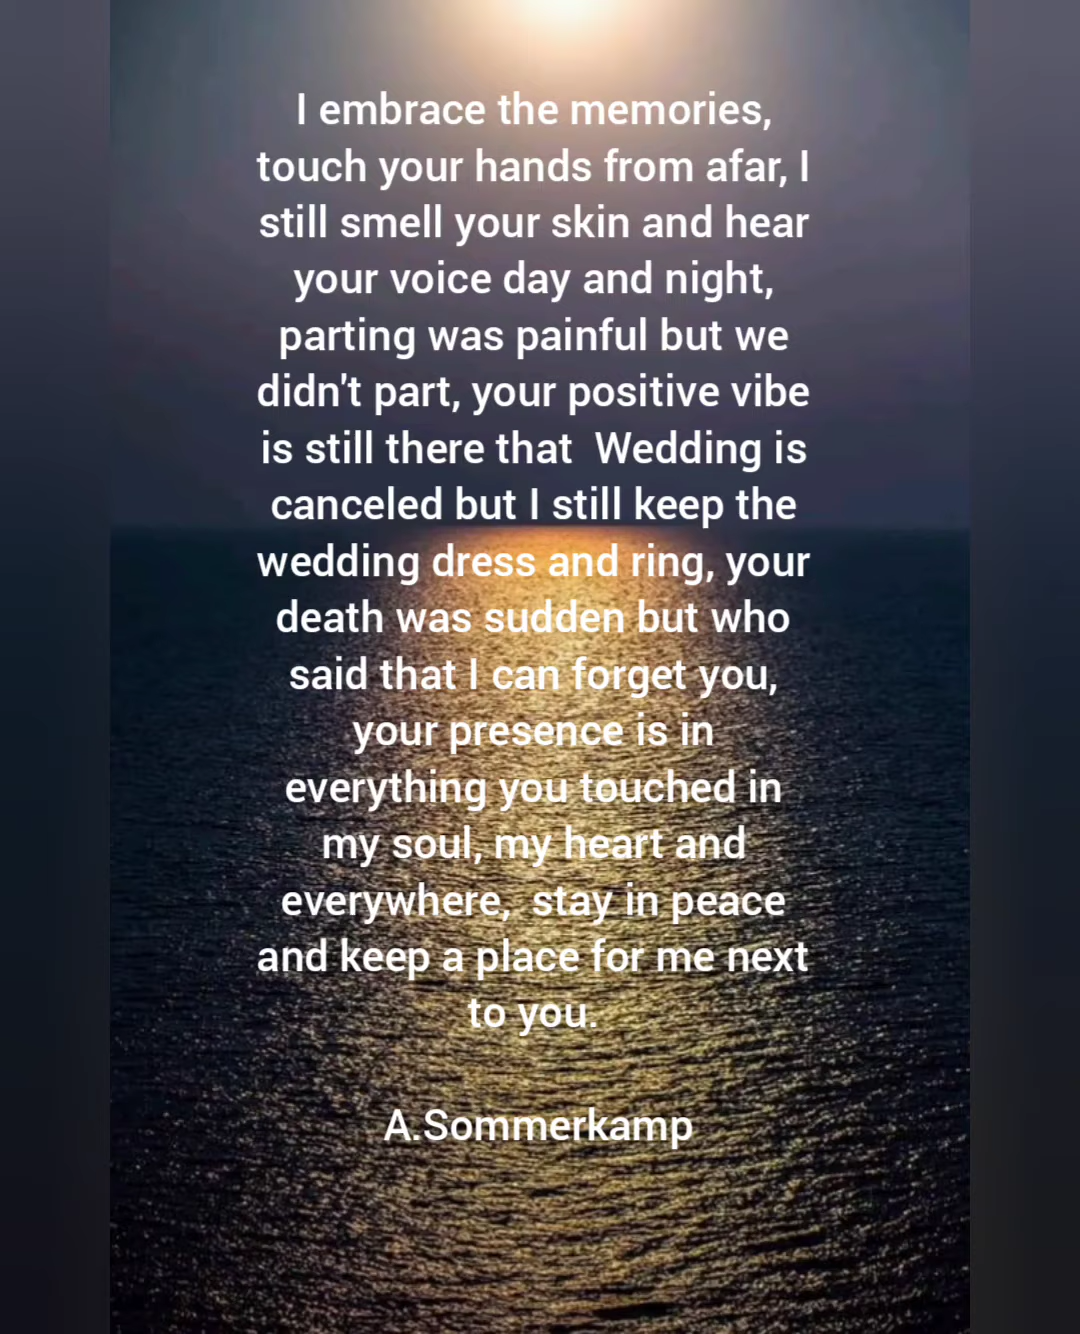 I embrace the memories,
touch your hands from afar, I
still smell your skin and hear
your voice day and night,
parting was painful but we
didn't part, your positive vibe
is still there that  Wedding is
canceled but I still keep the
wedding dress and ring, your
death was sudden but who
said that I can forget you,
your presence is in
everything you touched in
my soul, my heart and
everywhere,  stay in peace
and keep a place for me next
to you.
A.Sommerkamp